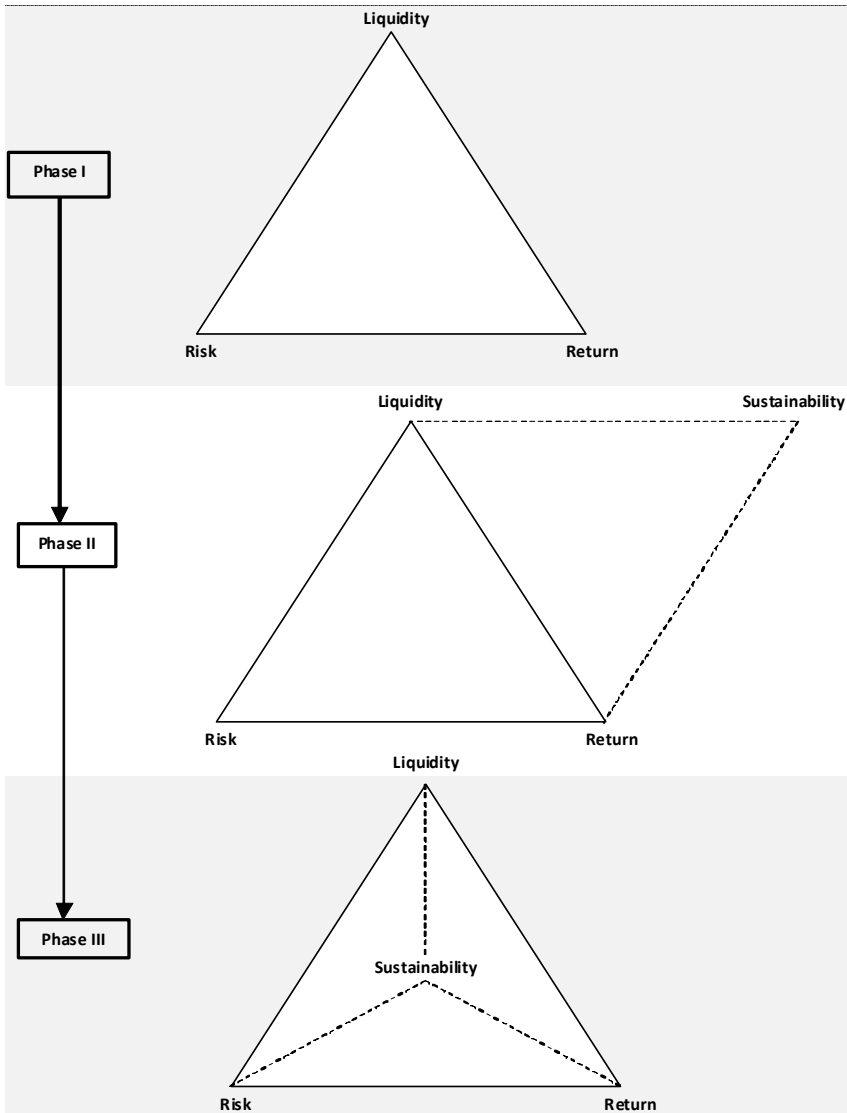 Liquidity
Phase I
Risk
Return
Liquidity
Sustainability
Phase II
Risk
Return
Liquidity
Phase III
Sustainability
Risk
Return